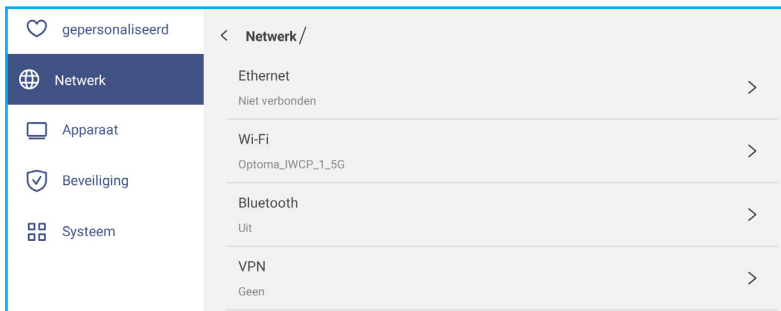 gepersonaliseerd
Netwerk
Apparaat
Beveiliging
Systeem
Netwerk/
Ethernet
Niet verbonden
Wi-Fi
Optoma_IWCP_1_5G
Bluetooth
Uit
VPN
Geen